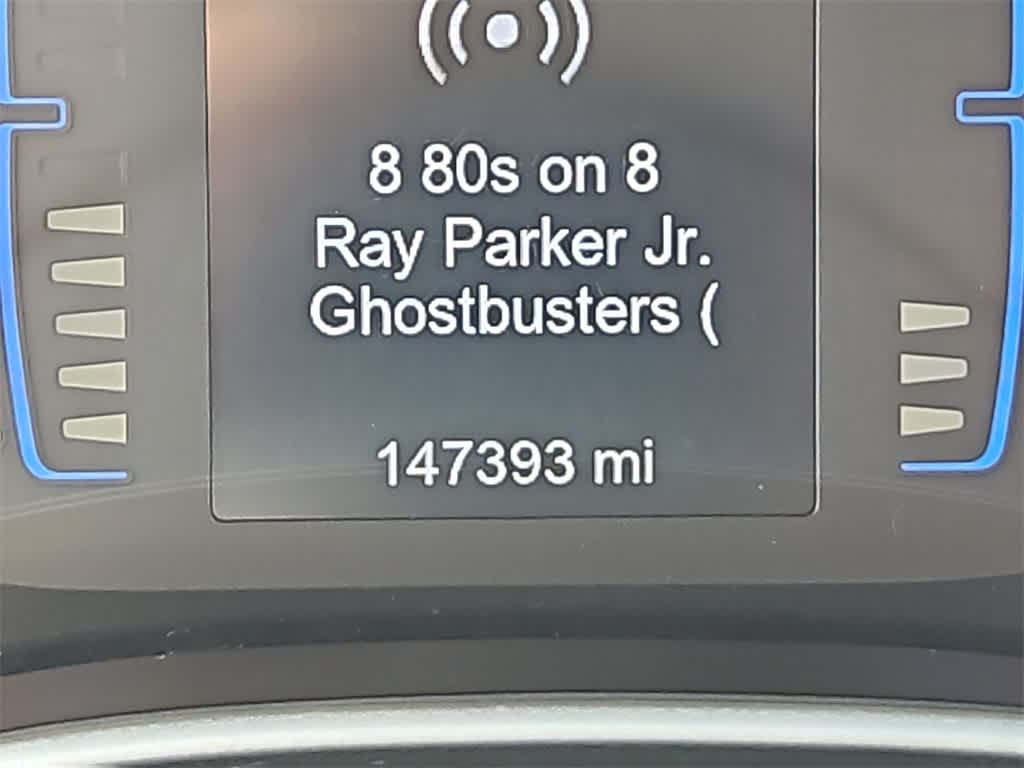 8 80s on 8
Ray Parker Jr.
Ghostbusters (
147393 mi